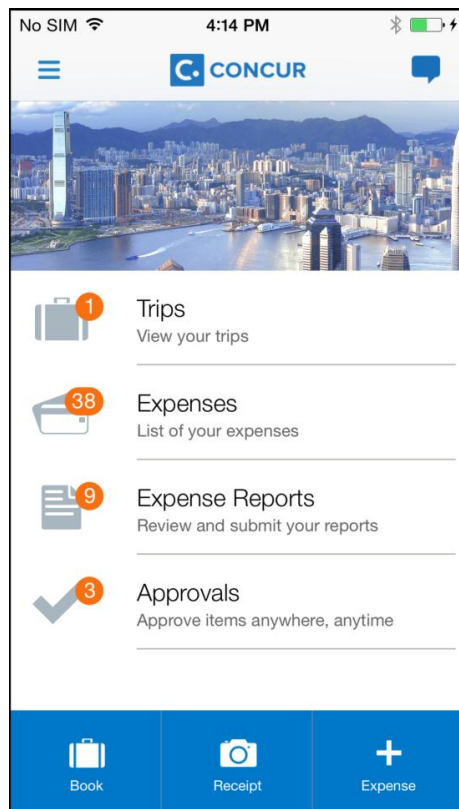 No SIM 4:14 PM
C. CONCUR
1
Trips
View your trips
38
Expenses
List of your expenses
9
Expense Reports
Review and submit your reports
3
Approvals
Approve items anywhere, anytime
Book Receipt Expense